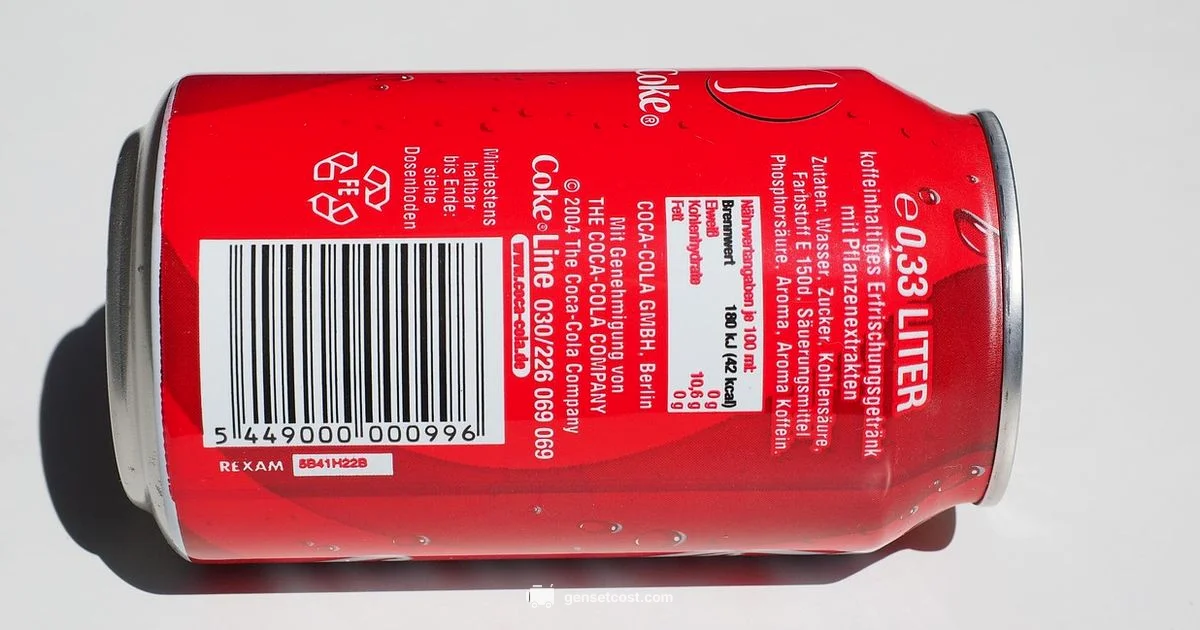 e 0,33 LITER
koffeinhaltiges Erfrischungsgetränk
mit Pflanzenextrakten
Zutaten: Wasser, Zucker, Kohlensäure,
Farbstoff E 150d, Säuerungsmittel
Phosphorsäure, Aroma, Aroma Koffein.
Nährwertangaben je 100 ml:
Brennwert 180 kJ (42 kcal)
Eiweiß 0 g
Kohlenhydrate 10,6 g
Fett 0 g
Coke®
COCA-COLA GMBH, Berlin
Mit Genehmigung von
THE COCA-COLA COMPANY
© 2004 The Coca-Cola Company
Coke® Line 030/226 069 069
www.coca-cola.de
Mindestens
haltbar
bis Ende:
siehe
Dosenboden
FE
5 449000 000996
REXAM 5B41H22B
gensetcost.com